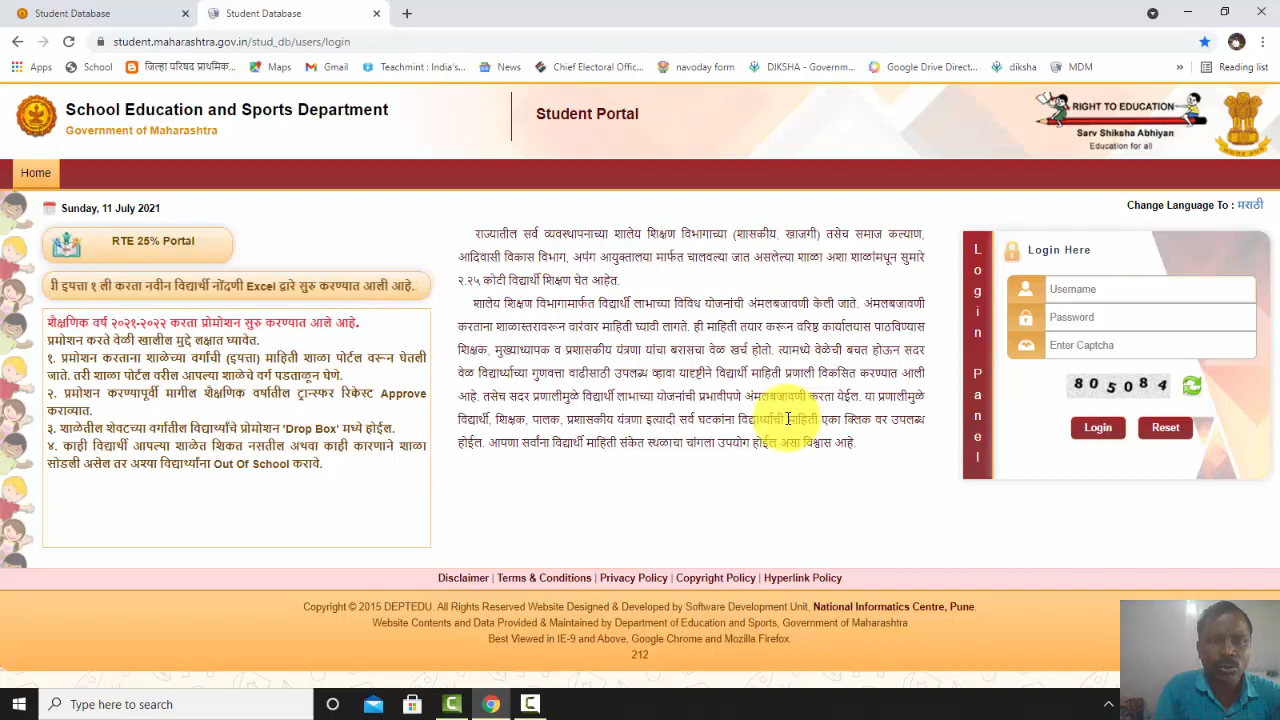 Student Database
Student Database
student.maharashtra.gov.in/stud_db/users/login
Apps School जिल्हा परिषद प्राथमिक... Maps Gmail Teachmint : India's... News Chief Electoral Offic... navoday form DIKSHA - Governm... Google Drive Direct... diksha MDM » Reading list
School Education and Sports Department
Government of Maharashtra
Student Portal
RIGHT TO EDUCATION
Sarv Shiksha Abhiyan
Education for all
Home
Sunday, 11 July 2021
Change Language To : मराठी
RTE 25% Portal
री इयत्ता १ ली करता नवीन विद्यार्थी नोंदणी Excel द्वारे सुरु करण्यात आली आहे.
शैक्षणिक वर्ष २०२१-२०२२ करता प्रोमोशन सुरु करण्यात आले आहे.
प्रमोशन करते वेळी खालील मुद्दे लक्षात घ्यावेत.
१. प्रमोशन करताना शाळेच्या वर्गांची (इयत्ता) माहिती शाळा पोर्टल वरून घेतली
जाते. तरी शाळा पोर्टल वरील आपल्या शाळेचे वर्ग पडताळून घेणे.
२. प्रमोशन करण्यापूर्वी मागील शैक्षणिक वर्षातील ट्रान्स्फर रिकेस्ट Approve
कराव्यात.
३. शाळेतील शेवटच्या वर्गातील विद्यार्थ्यांचे प्रोमोशन 'Drop Box' मध्ये होईल.
४. काही विद्यार्थी आपल्या शाळेत शिकत नसतील अथवा काही कारणाने शाळा
सोडली असेल तर अश्या विद्यार्थ्यांना Out Of School करावे.
राज्यातील सर्व व्यवस्थापनाच्या शालेय शिक्षण विभागाच्या (शासकीय, खाजगी) तसेच समाज कल्याण,
आदिवासी विकास विभाग, अपंग आयुक्तालया मार्फत चालवल्या जात असलेल्या शाळा अशा शाळांमधून सुमारे
२.२५ कोटी विद्यार्थी शिक्षण घेत आहेत.
शालेय शिक्षण विभागामार्फत विद्यार्थी लाभाच्या विविध योजनांची अंमलबजावणी केली जाते. अंमलबजावणी
करताना शाळास्तरावरून वारंवार माहिती घ्यावी लागते. ही माहिती तयार करून वरिष्ठ कार्यालयास पाठविण्यास
शिक्षक, मुख्याध्यापक व प्रशासकीय यंत्रणा यांचा बराचसा वेळ खर्च होतो. त्यामध्ये वेळेची बचत होऊन सदर
वेळ विद्यार्थ्याच्या गुणवत्ता वाढीसाठी उपलब्ध व्हावा यादृष्टीने विद्यार्थी माहिती प्रणाली विकसित करण्यात आली
आहे. तसेच सदर प्रणालीमुळे विद्यार्थी लाभाच्या योजनांची प्रभावीपणे अंमलबजावणी करता येईल. या प्रणालीमुळे
विद्यार्थी, शिक्षक, पालक, प्रशासकीय यंत्रणा इत्यादी सर्व घटकांना विद्यार्थ्यांची माहिती एका क्लिक वर उपलब्ध
होईल. आपणा सर्वांना विद्यार्थी माहिती संकेत स्थळाचा चांगला उपयोग होईल असा विश्वास आहे.
Login Panel
Login Here
Username
Password
Enter Captcha
805084
Login Reset
Disclaimer | Terms & Conditions | Privacy Policy | Copyright Policy | Hyperlink Policy
Copyright © 2015 DEPTEDU. All Rights Reserved Website Designed & Developed by Software Development Unit, National Informatics Centre, Pune.
Website Contents and Data Provided & Maintained by Department of Education and Sports, Government of Maharashtra
Best Viewed in IE-9 and Above, Google Chrome and Mozilla Firefox.
212
Type here to search